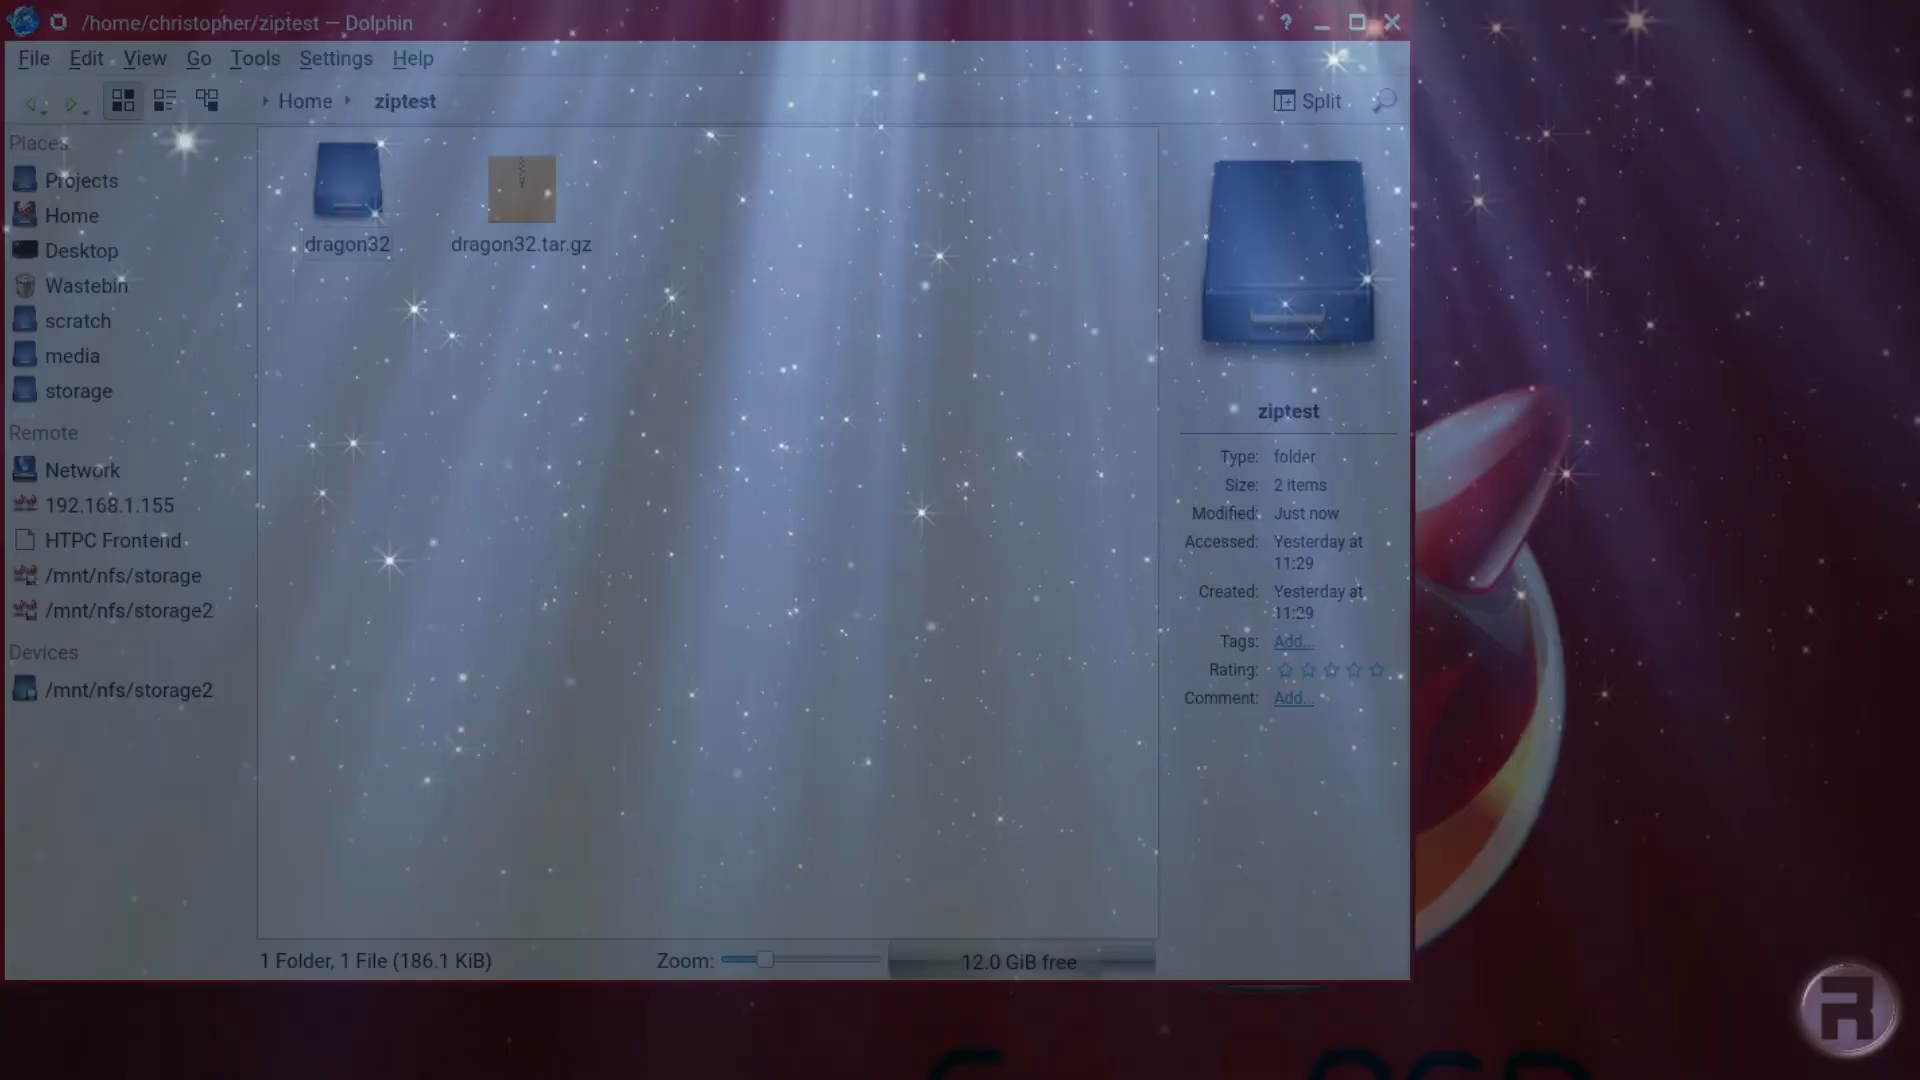 /home/christopher/ziptest — Dolphin
File Edit View Go Tools Settings Help
Home ziptest Split
Places
Projects
Home
Desktop
Wastebin
scratch
media
storage
Remote
Network
192.168.1.155
HTPC Frontend
/mnt/nfs/storage
/mnt/nfs/storage2
Devices
/mnt/nfs/storage2
dragon32
dragon32.tar.gz
ziptest
Type: folder
Size: 2 items
Modified: Just now
Accessed: Yesterday at
11:29
Created: Yesterday at
11:29
Tags: Add...
Rating:
Comment: Add...
1 Folder, 1 File (186.1 KiB)
Zoom:
12.0 GiB free
R